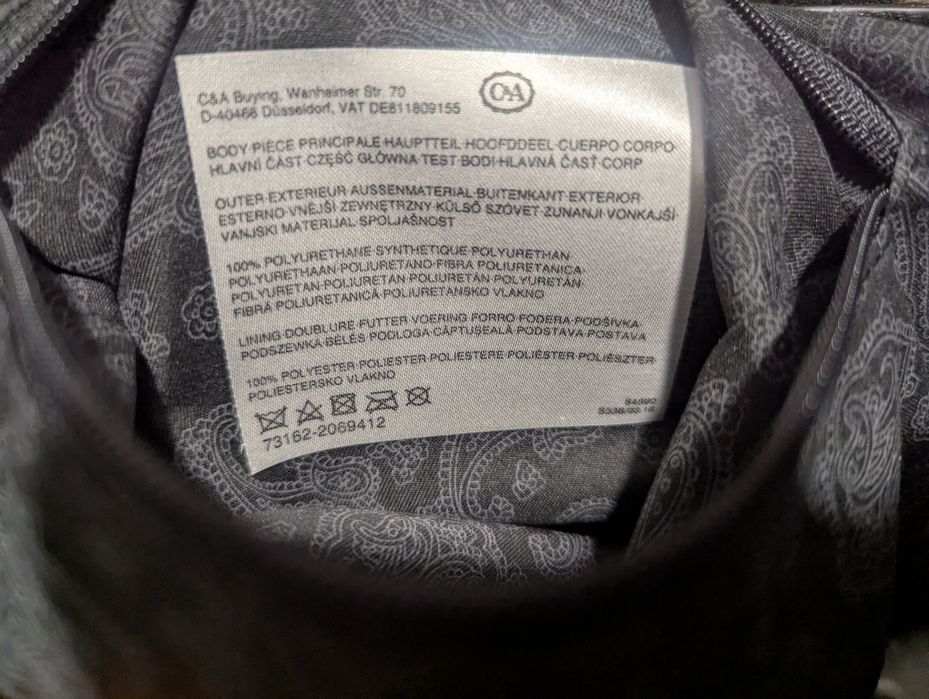 C&A Buying, Wanheimer Str. 70
D-40468 Düsseldorf, VAT DE811809155
C&A
BODY·PIÈCE PRINCIPALE·HAUPTTEIL·HOOFDDEEL·CUERPO·CORPO·
HLAVNÍ ČÁST·CZĘŚĆ GŁÓWNA·TEST·BODI·HLAVNÁ ČASŤ·CORP
OUTER·EXTERIEUR·AUSSENMATERIAL·BUITENKANT·EXTERIOR·
ESTERNO·VNĚJŠÍ·ZEWNĘTRZNY·KÜLSŐ SZÖVET·ZUNANJI·VONKAJŠÍ·
VANJSKI MATERIJAL·SPOLJAŠNOST
100% POLYURETHANE·SYNTHETIQUE·POLYURETHAN·
POLYURETHAAN·POLIURETANO·FIBRA POLIURETANICA·
POLYURETAN·POLIURETAN·POLIURETÁN·POLYURETÁN·
FIBRĂ POLIURETANICĂ·POLIURETANSKO VLAKNO
LINING·DOUBLURE·FUTTER·VOERING·FORRO·FODERA·PODŠÍVKA·
PODSZEWKA·BÉLÉS·PODLOGA·CĂPTUȘEALĂ·PODSTAVA·POSTAVA
100% POLYESTER·POLIESTER·POLIESTERE·POLIÉSTER·POLIÉSZTER·
POLIESTERSKO VLAKNO
73162-2069412